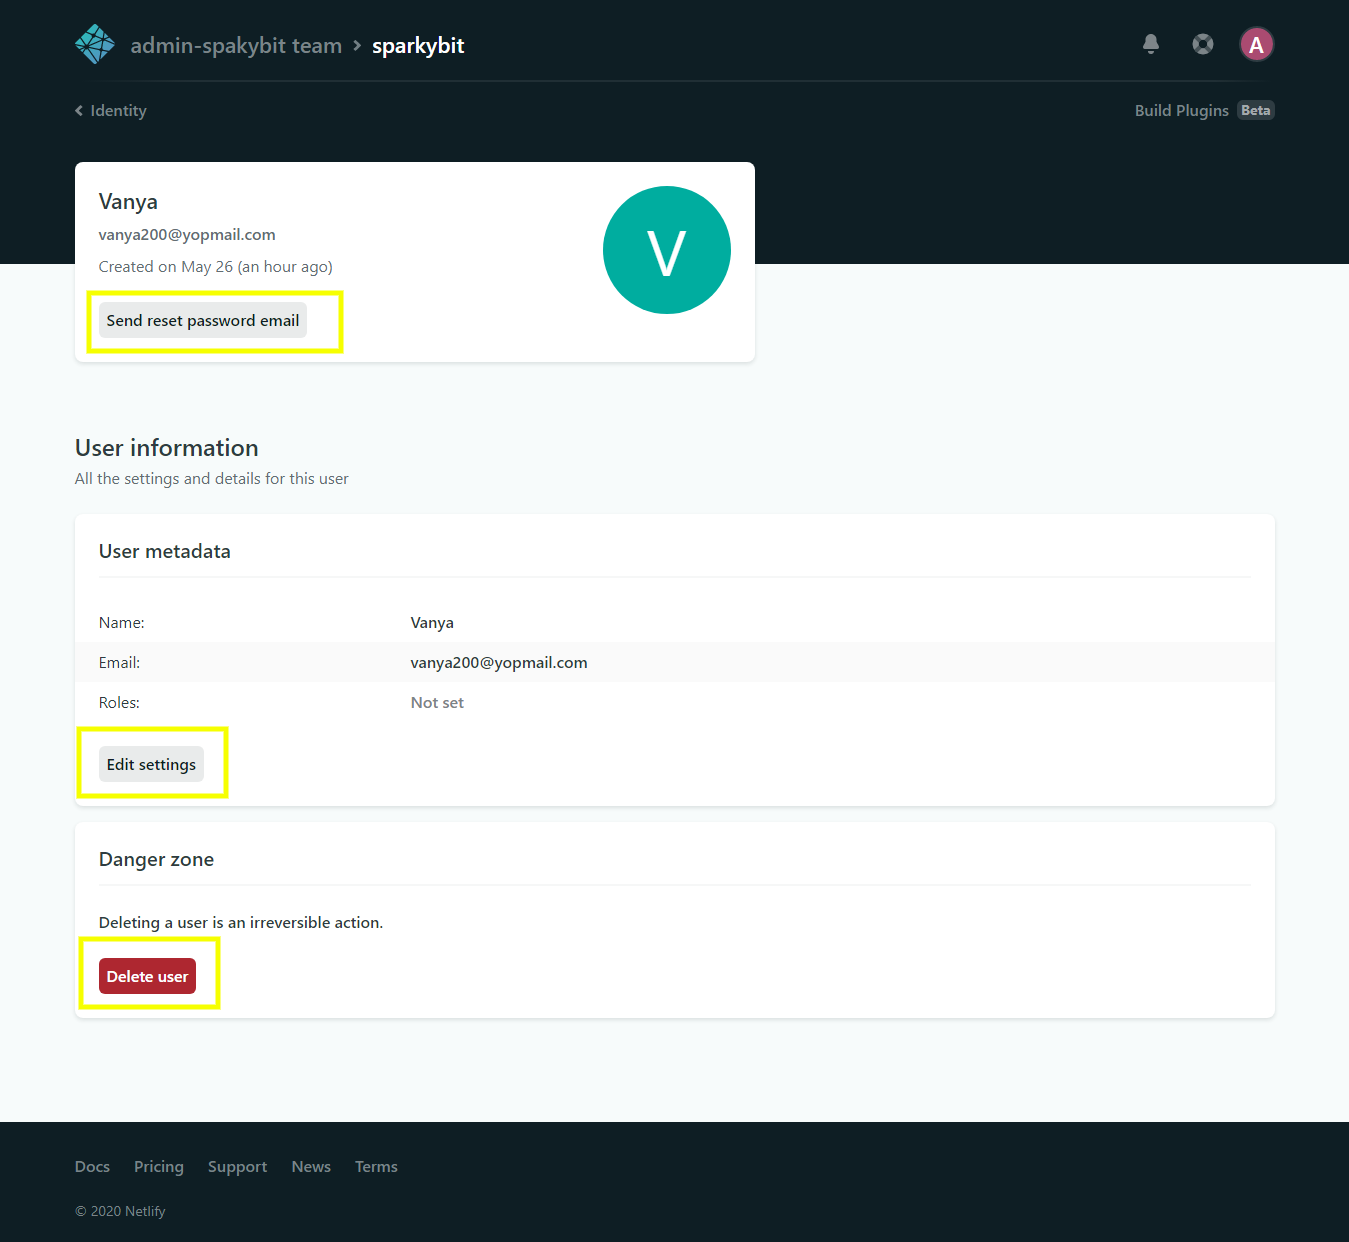 admin-spakybit team > sparkybit
A
Identity
Build Plugins Beta
Vanya
vanya200@yopmail.com
Created on May 26 (an hour ago)
V
Send reset password email
User information
All the settings and details for this user
User metadata
Name: Vanya
Email: vanya200@yopmail.com
Roles: Not set
Edit settings
Danger zone
Deleting a user is an irreversible action.
Delete user
Docs Pricing Support News Terms
© 2020 Netlify